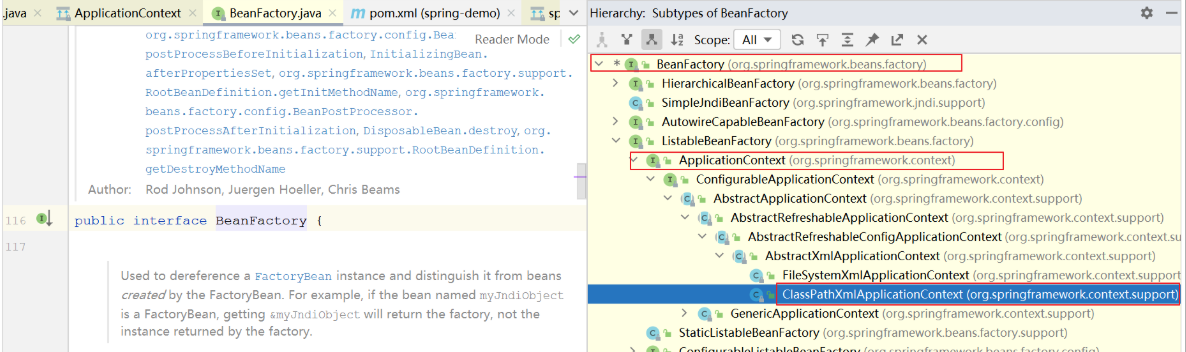 .java
ApplicationContext
BeanFactory.java
pom.xml (spring-demo)
sp
org.springframework.beans.factory.config.Bea
Reader Mode
postProcessBeforeInitialization, InitializingBean.
afterPropertiesSet, org.springframework.beans.factory.support.
RootBeanDefinition.getInitMethodName, org.springframework.
beans.factory.config.BeanPostProcessor.
postProcessAfterInitialization, DisposableBean.destroy, org.
springframework.beans.factory.support.RootBeanDefinition.
getDestroyMethodName
Author: Rod Johnson, Juergen Hoeller, Chris Beams
116 public interface BeanFactory {
117
Used to dereference a FactoryBean instance and distinguish it from beans
created by the FactoryBean. For example, if the bean named myJndiObject
is a FactoryBean, getting &myJndiObject will return the factory, not the
instance returned by the factory.
Hierarchy: Subtypes of BeanFactory
Scope: All
* BeanFactory (org.springframework.beans.factory)
HierarchicalBeanFactory (org.springframework.beans.factory)
SimpleJndiBeanFactory (org.springframework.jndi.support)
AutowireCapableBeanFactory (org.springframework.beans.factory.config)
ListableBeanFactory (org.springframework.beans.factory)
ApplicationContext (org.springframework.context)
ConfigurableApplicationContext (org.springframework.context)
AbstractApplicationContext (org.springframework.context.support)
AbstractRefreshableApplicationContext (org.springframework.context.support)
AbstractRefreshableConfigApplicationContext (org.springframework.context.su
AbstractXmlApplicationContext (org.springframework.context.support)
FileSystemXmlApplicationContext (org.springframework.context.support)
ClassPathXmlApplicationContext (org.springframework.context.support)
GenericApplicationContext (org.springframework.context.support)
StaticListableBeanFactory (org.springframework.beans.factory.support)
ConfigurableListableBeanFactory (org.springframework.beans.factory.config)